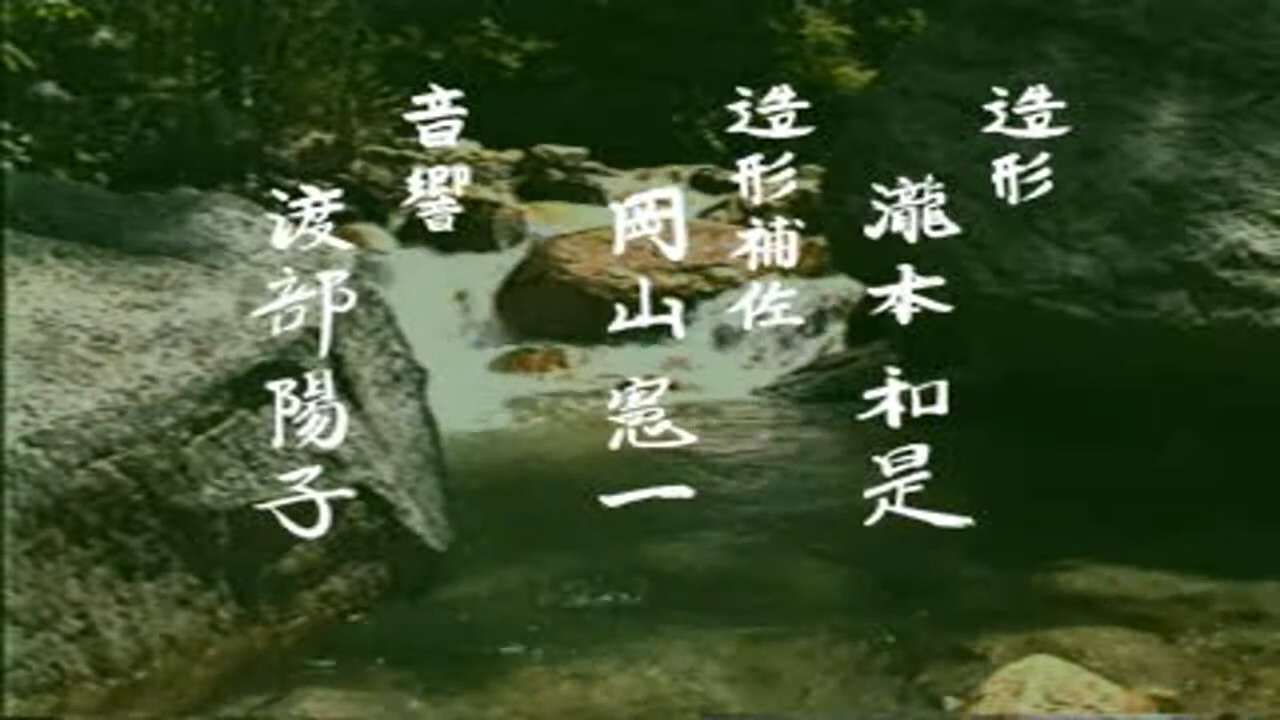 造形
瀧本和是
造形補佐
岡山憲一
音響
渡部陽子